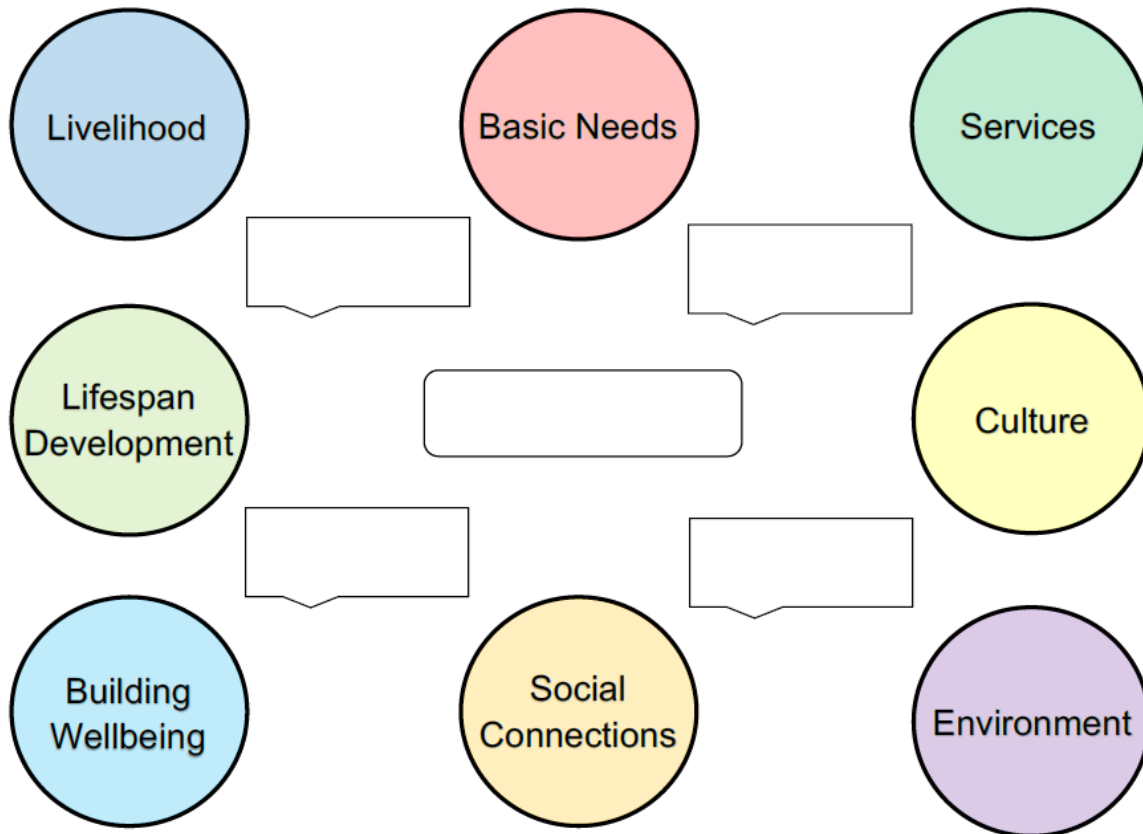 Livelihood
Basic Needs
Services
Lifespan
Development
Culture
Building
Wellbeing
Social
Connections
Environment